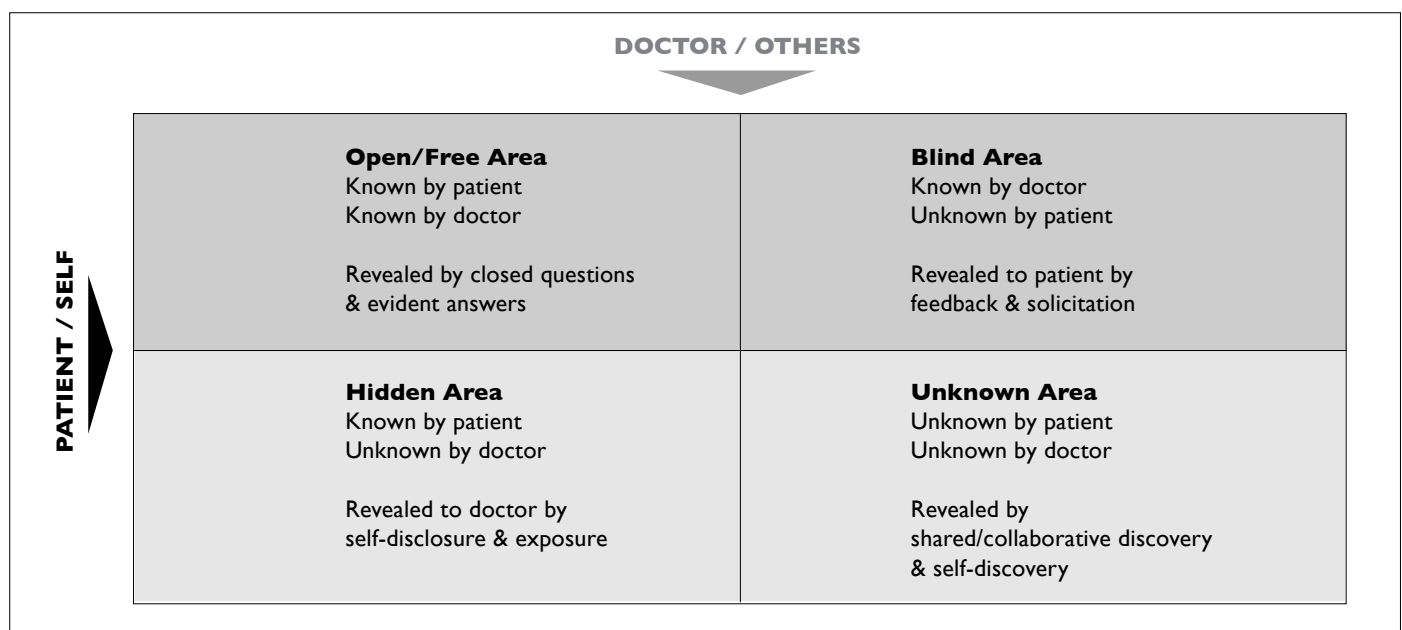 DOCTOR / OTHERS
PATIENT / SELF
Open/Free Area
Known by patient
Known by doctor
Revealed by closed questions
& evident answers
Blind Area
Known by doctor
Unknown by patient
Revealed to patient by
feedback & solicitation
Hidden Area
Known by patient
Unknown by doctor
Revealed to doctor by
self-disclosure & exposure
Unknown Area
Unknown by patient
Unknown by doctor
Revealed by
shared/collaborative discovery
& self-discovery